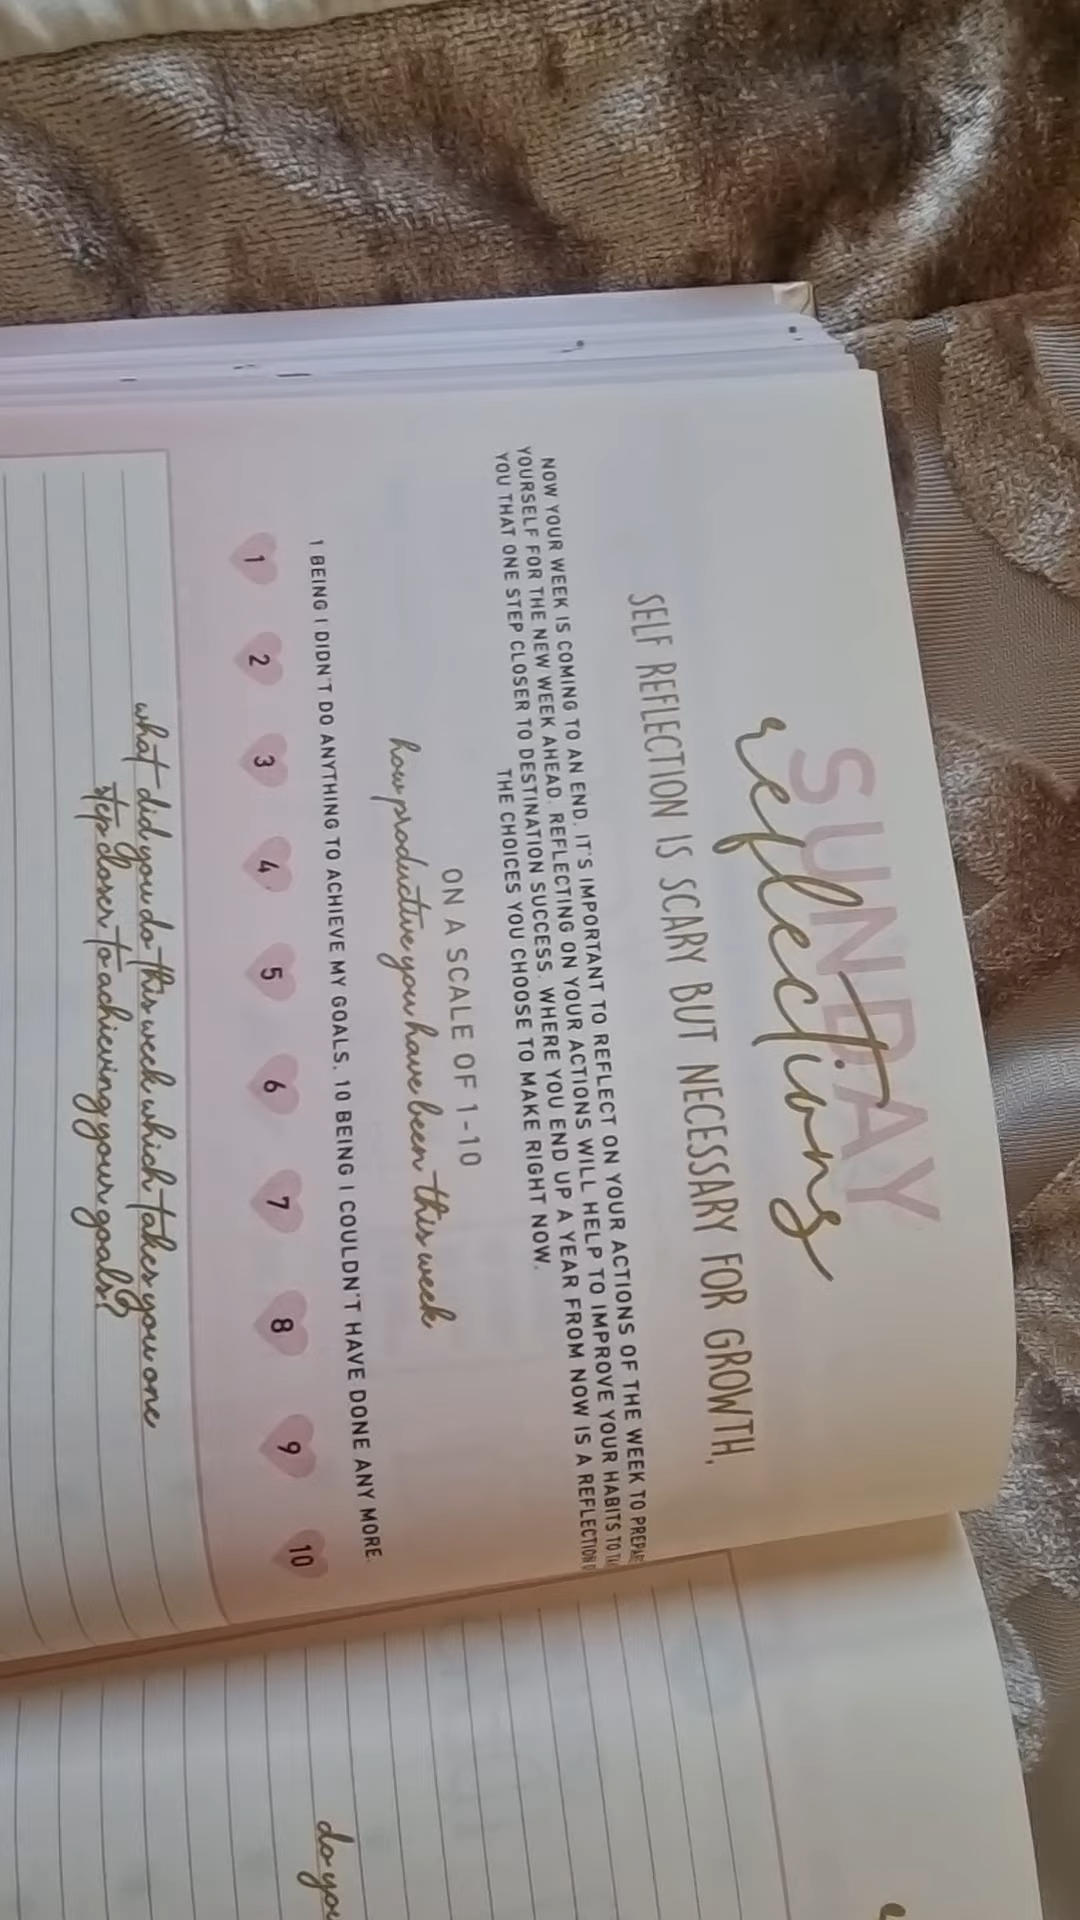 SUNDAY
reflections
SELF REFLECTION IS SCARY BUT NECESSARY FOR GROWTH,
NOW YOUR WEEK IS COMING TO AN END, IT'S IMPORTANT TO REFLECT ON YOUR ACTIONS OF THE WEEK TO
YOURSELF FOR THE NEW WEEK AHEAD. REFLECTING ON YOUR ACTIONS WILL HELP TO IMPROVE YOUR HABITS TO
YOU THAT ONE STEP CLOSER TO DESTINATION SUCCESS. WHERE YOU END UP A YEAR FROM NOW IS A REFLECTION
THE CHOICES YOU CHOOSE TO MAKE RIGHT NOW.
ON A SCALE OF 1-10
how productive you have been this week
1 BEING I DIDN'T DO ANYTHING TO ACHIEVE MY GOALS, 10 BEING I COULDN'T HAVE DONE ANY MORE.
1 2 3 4 5 6 7 8 9 10
what did you do this week which takes you one
step closer to achieving your goals?
do you